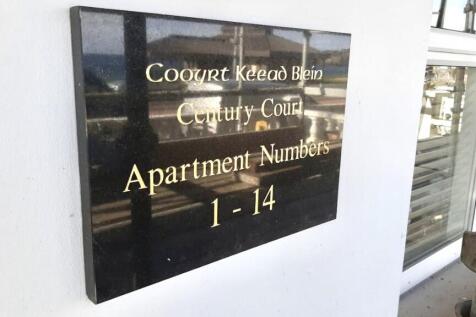 Cooyrt Keead Blein
Century Court
Apartment Numbers
1 - 14